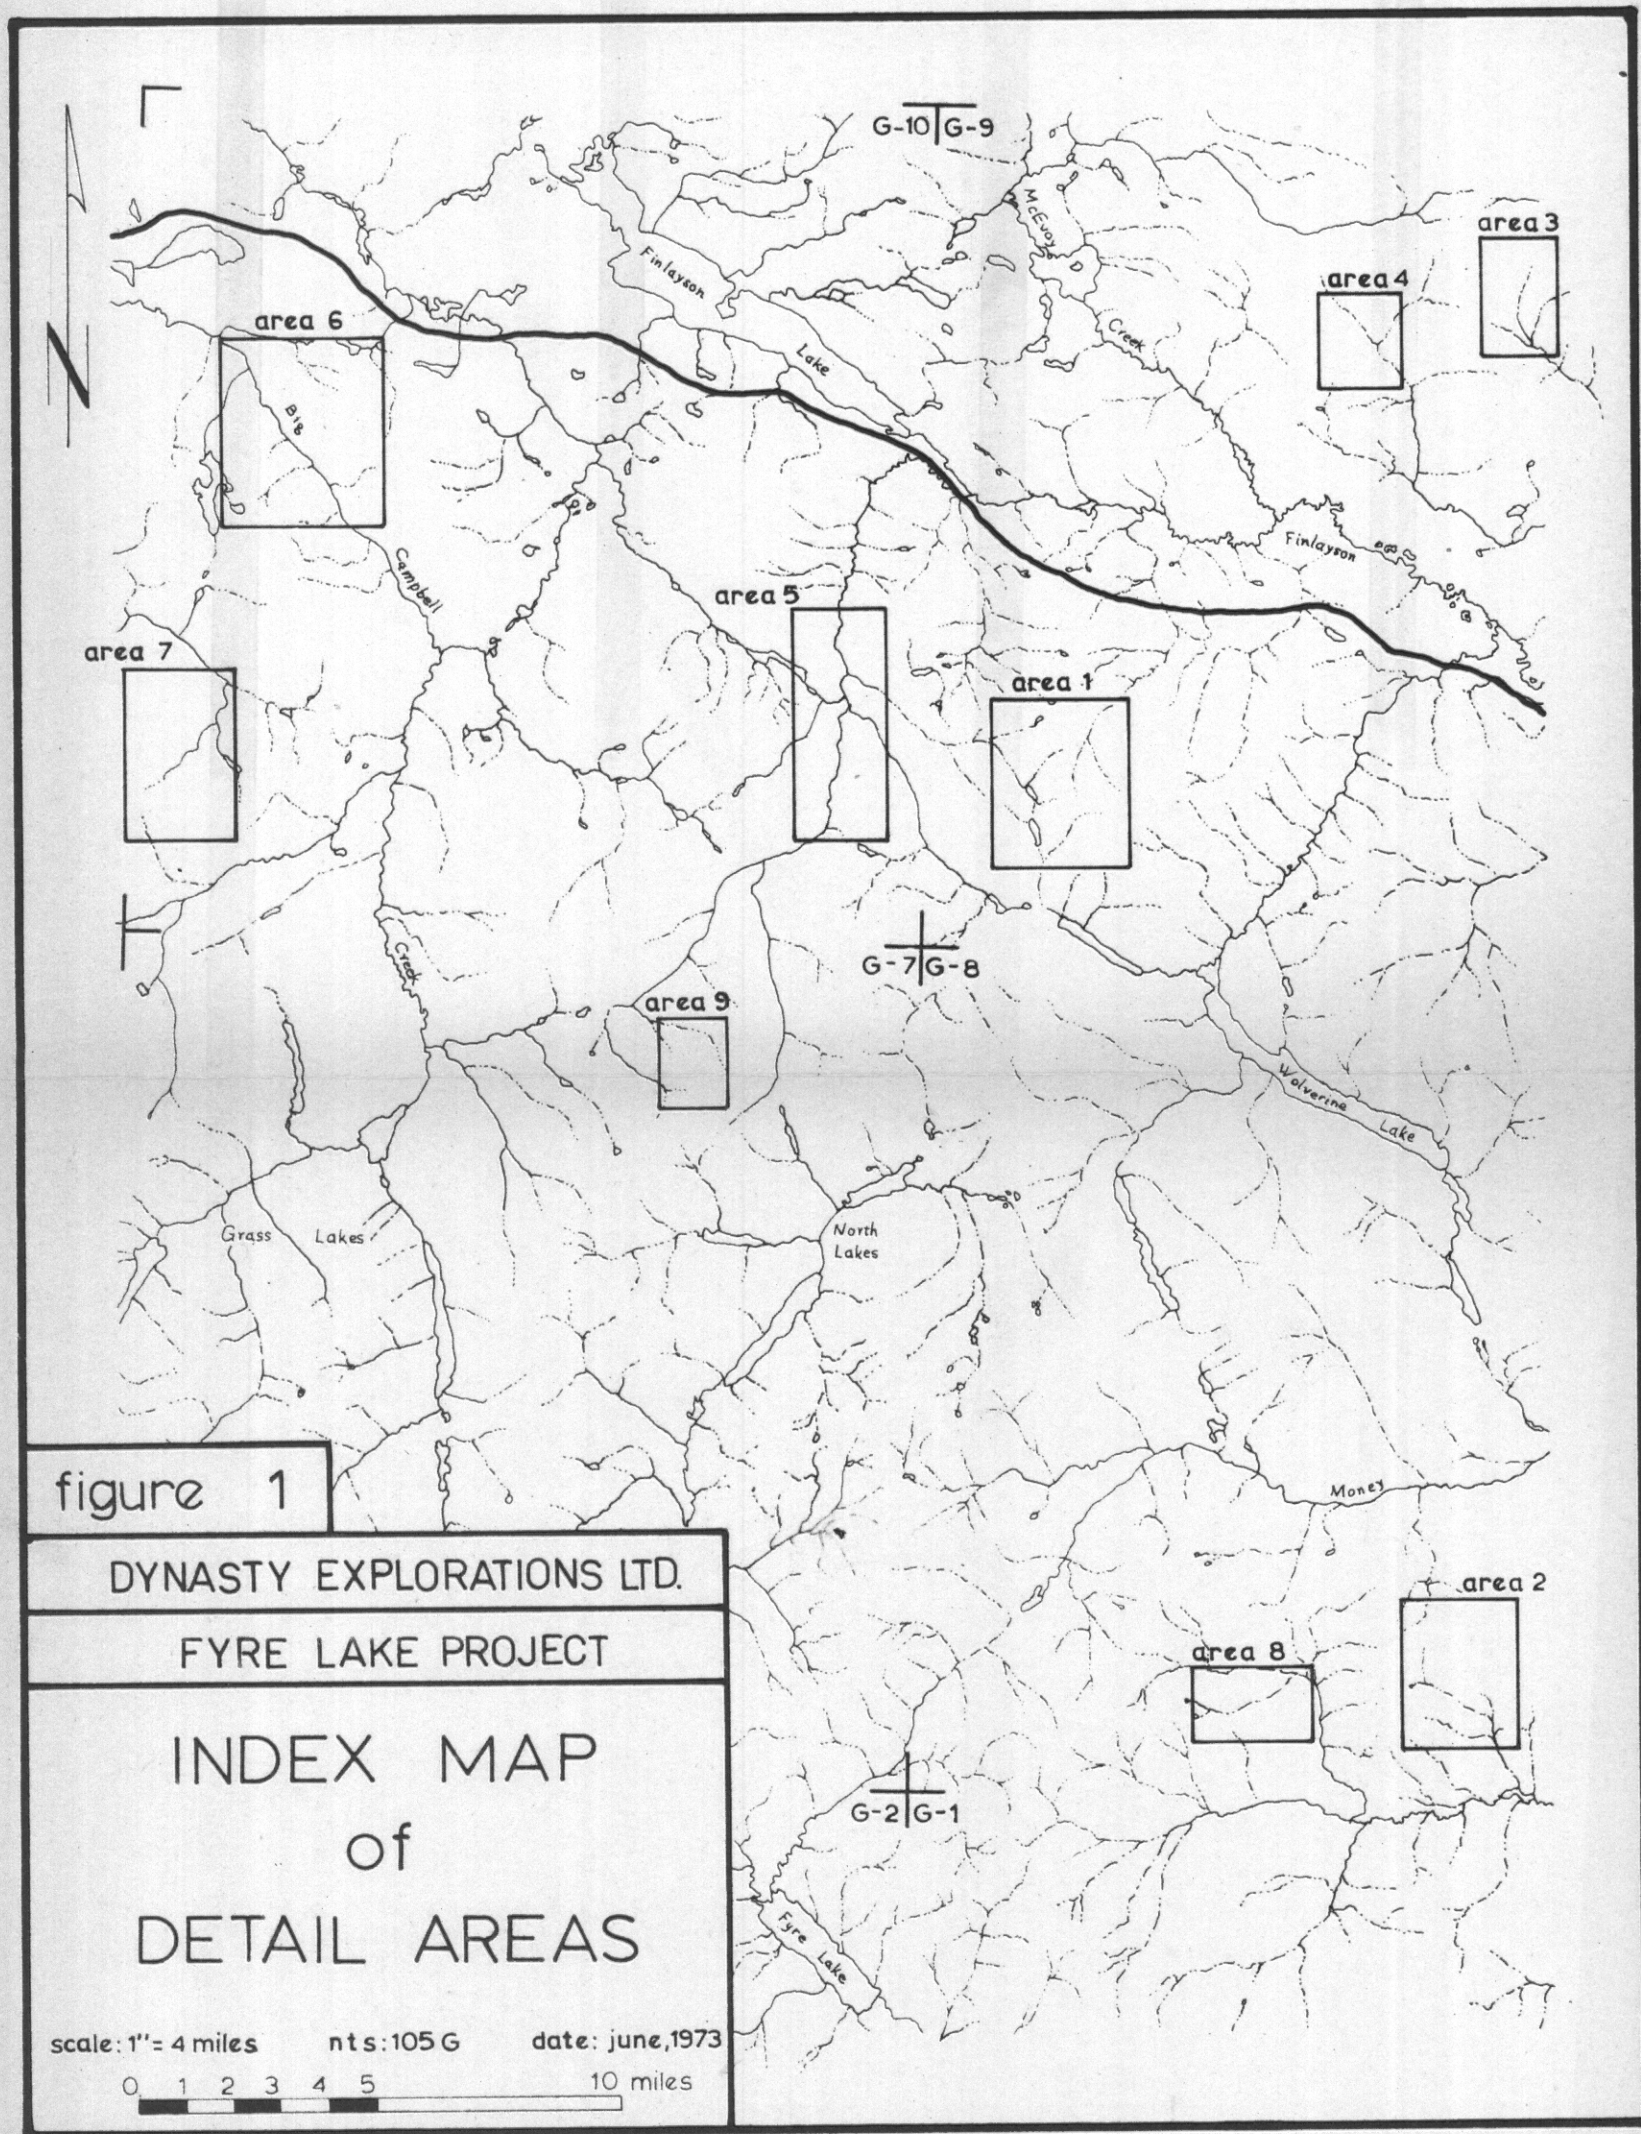 G-10 G-9
McEvoy
Creek
area 3
area 4
Finlayson
Lake
area 6
Big
Campbell
Creek
Finlayson
area 5
area 7
area 1
G-7 G-8
area 9
Wolverine
Lake
Grass Lakes
North
Lakes
Money
area 2
area 8
G-2 G-1
Fyre Lake
N
figure 1
DYNASTY EXPLORATIONS LTD.
FYRE LAKE PROJECT
INDEX MAP
of
DETAIL AREAS
scale: 1"= 4 miles nts: 105 G date: june, 1973
0 1 2 3 4 5 10 miles